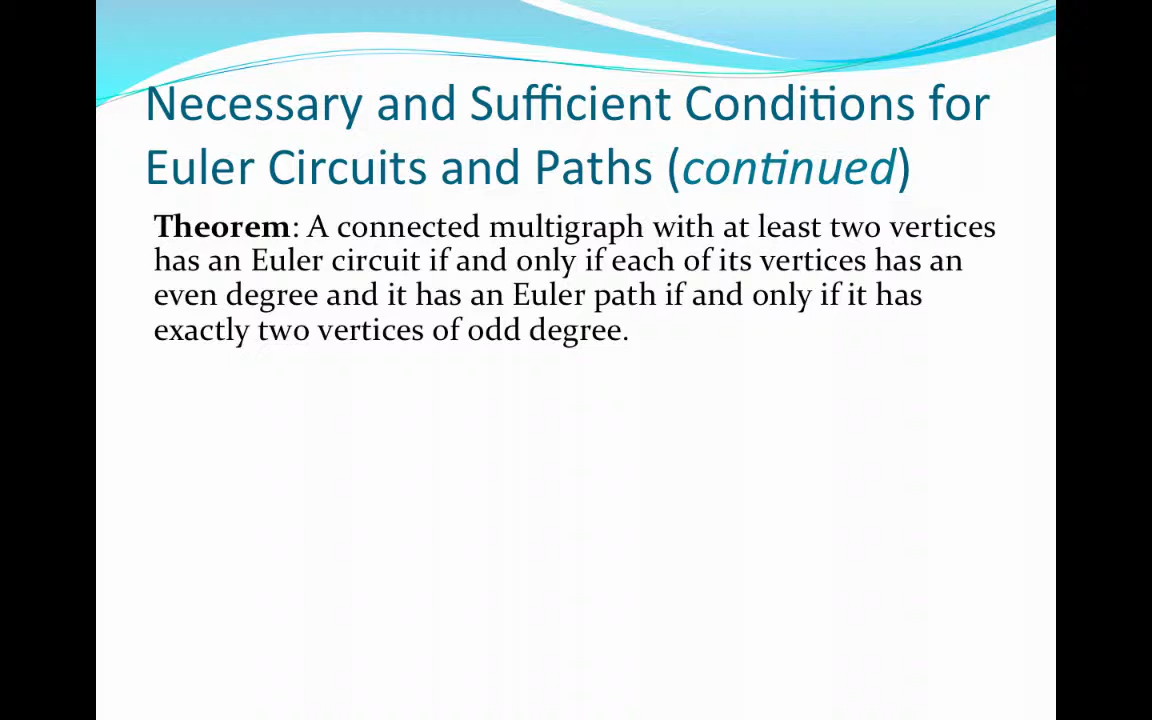 Necessary and Sufficient Conditions for
Euler Circuits and Paths (continued)
Theorem: A connected multigraph with at least two vertices
has an Euler circuit if and only if each of its vertices has an
even degree and it has an Euler path if and only if it has
exactly two vertices of odd degree.